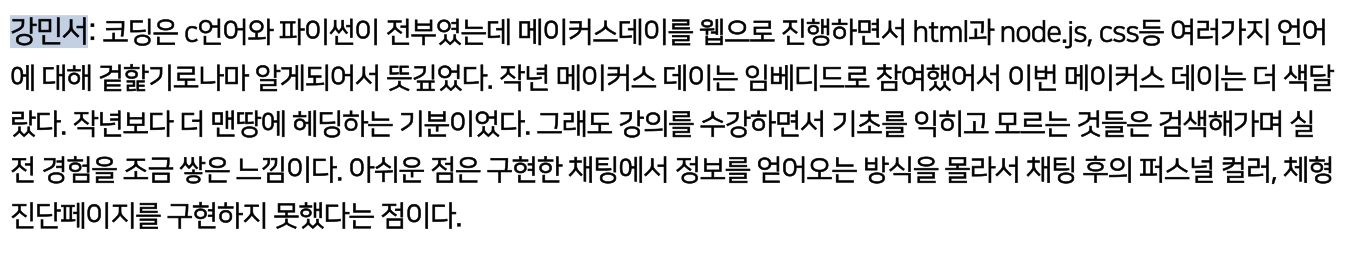 강민서: 코딩은 c언어와 파이썬이 전부였는데 메이커스데이를 웹으로 진행하면서 html과 node.js, css등 여러가지 언어
에 대해 겉핥기로나마 알게되어서 뜻깊었다. 작년 메이커스 데이는 임베디드로 참여했어서 이번 메이커스 데이는 더 색달
랐다. 작년보다 더 맨땅에 헤딩하는 기분이었다. 그래도 강의를 수강하면서 기초를 익히고 모르는 것들은 검색해가며 실
전 경험을 조금 쌓은 느낌이다. 아쉬운 점은 구현한 채팅에서 정보를 얻어오는 방식을 몰라서 채팅 후의 퍼스널 컬러, 체형
진단페이지를 구현하지 못했다는 점이다.